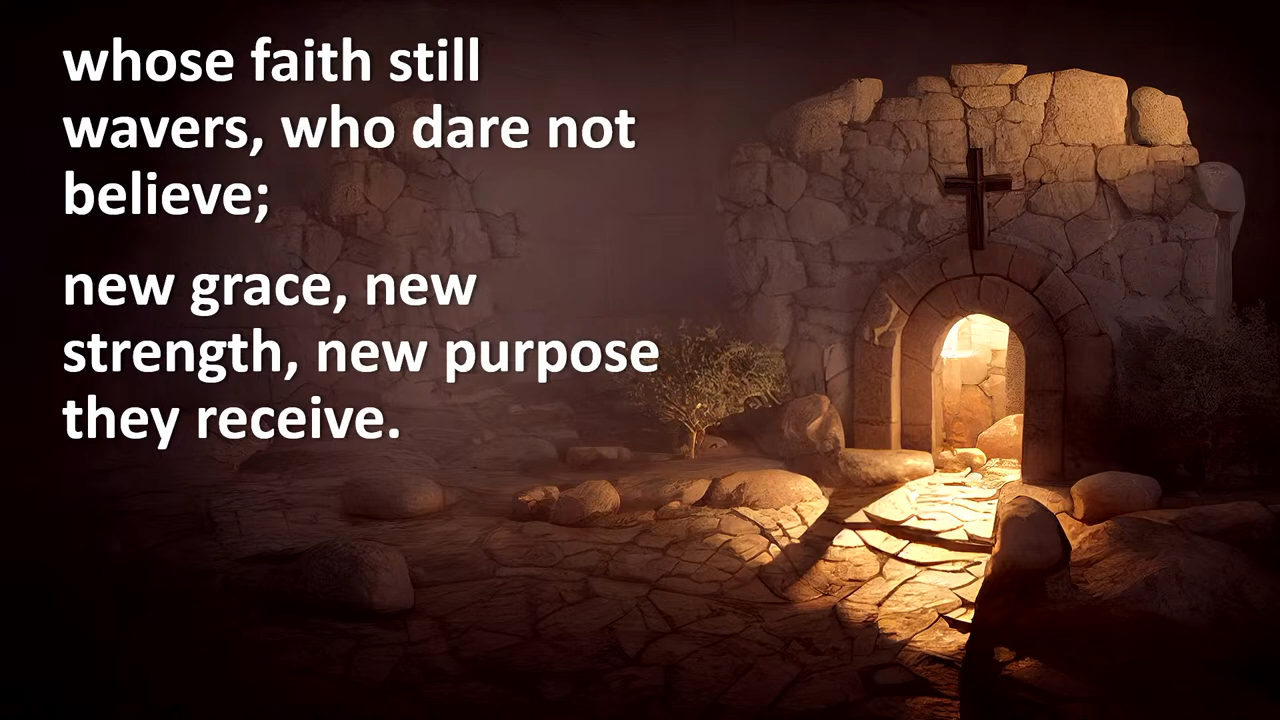 whose faith still
wavers, who dare not
believe;
new grace, new
strength, new purpose
they receive.